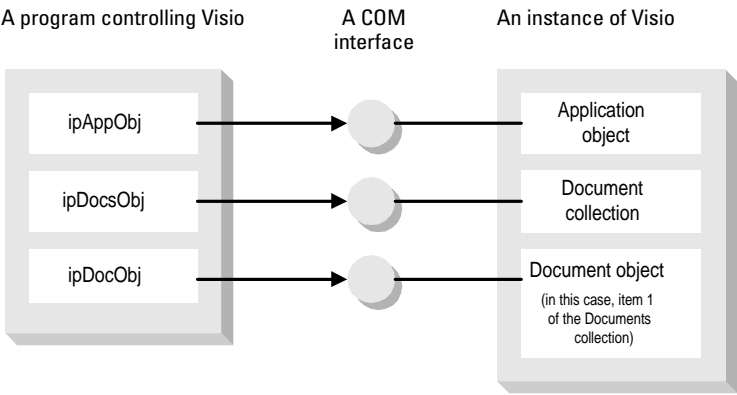 A program controlling Visio
A COM
interface
An instance of Visio
ipAppObj
Application
object
ipDocsObj
Document
collection
ipDocObj
Document object
(in this case, item 1
of the Documents
collection)